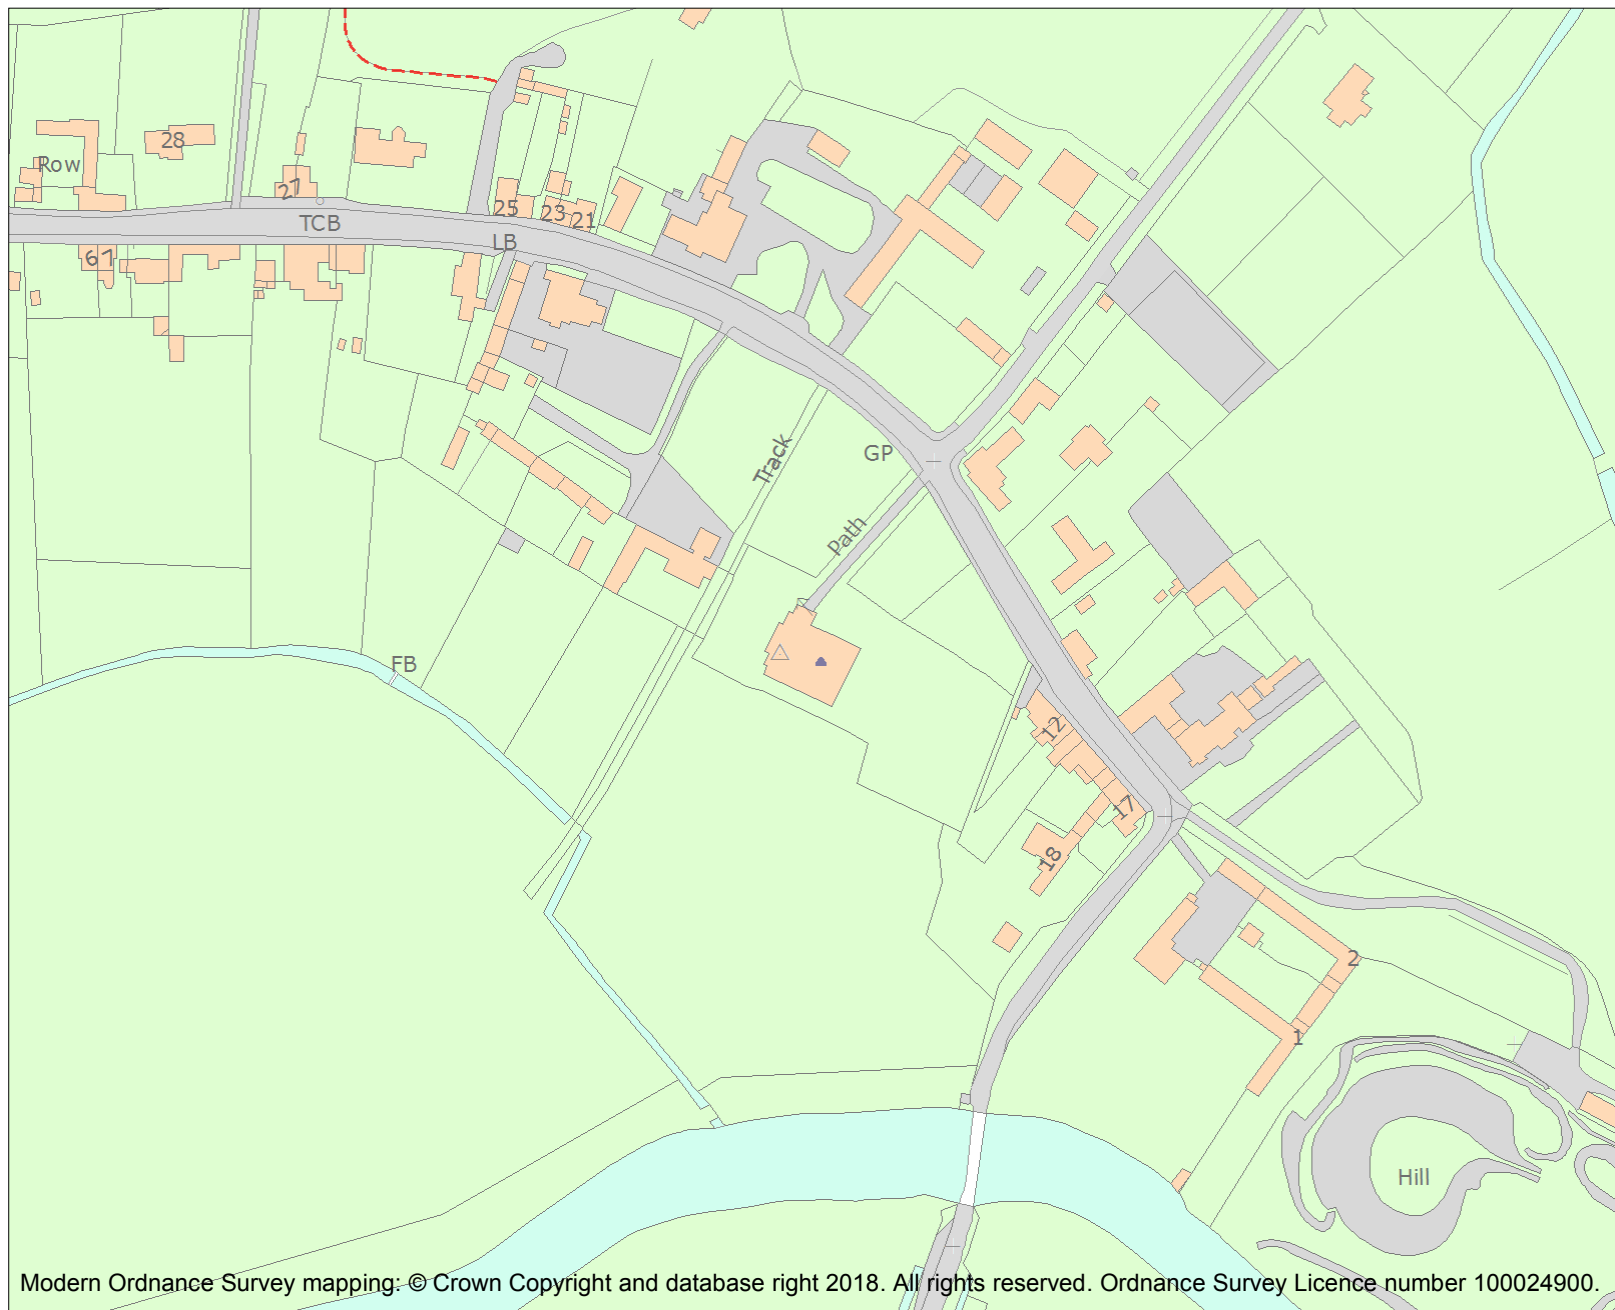 28
Row
27
25
23
21
TCB
LB
67
GP
Track
Path
FB
12
17
18
2
1
Hill
Modern Ordnance Survey mapping: © Crown Copyright and database right 2018. All rights reserved. Ordnance Survey Licence number 100024900.